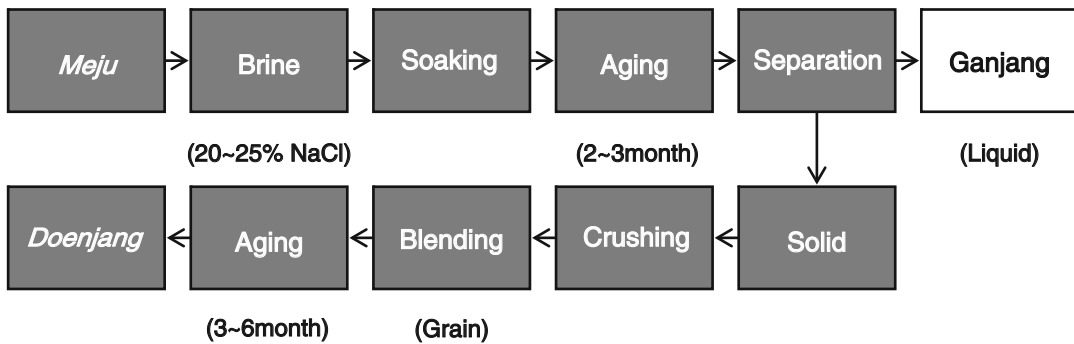 Meju Brine Soaking Aging Separation Ganjang
(20~25% NaCl) (2~3month) (Liquid)
Doenjang Aging Blending Crushing Solid
(3~6month) (Grain)